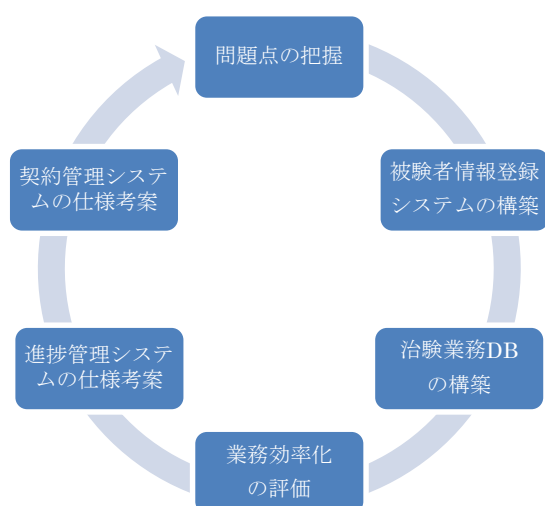 問題点の把握
被験者情報登録
システムの構築
治験業務DB
の構築
業務効率化
の評価
進捗管理システ
ムの仕様考案
契約管理システ
ムの仕様考案